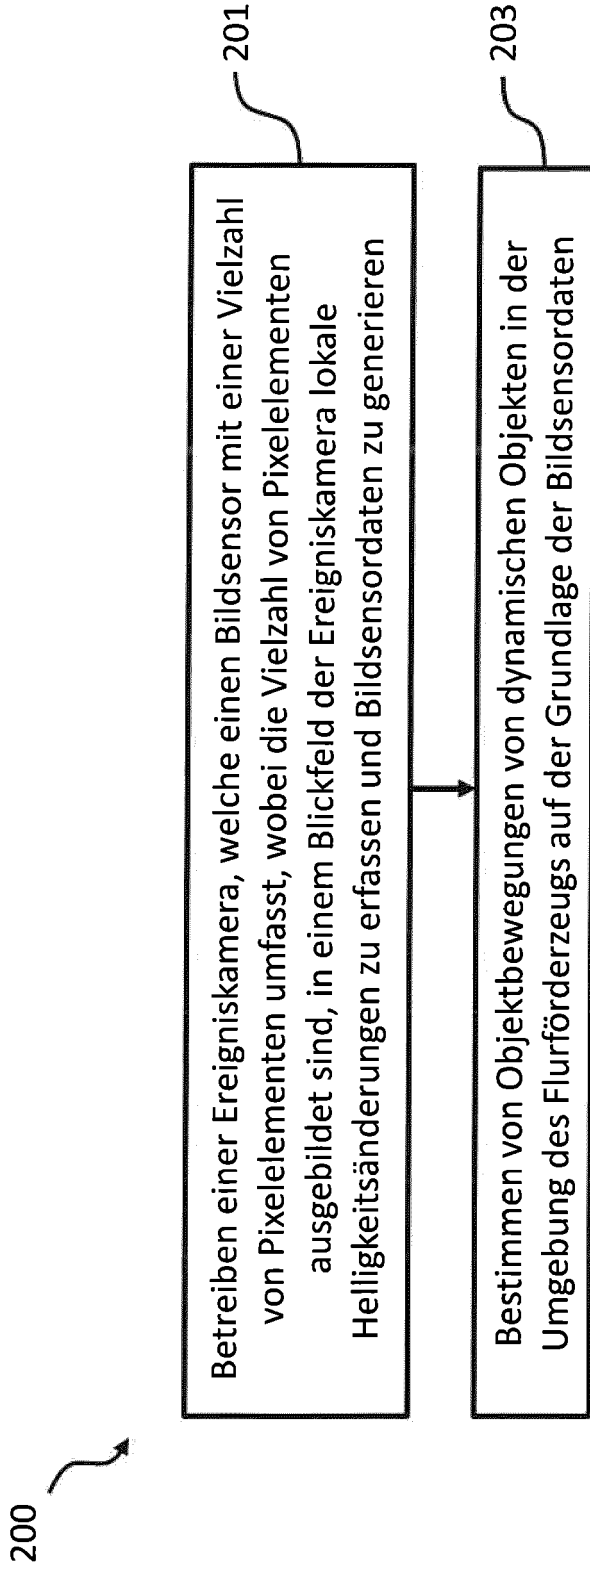 200
201
Betreiben einer Ereigniskamera, welche einen Bildsensor mit einer Vielzahl
von Pixelelementen umfasst, wobei die Vielzahl von Pixelelementen
ausgebildet sind, in einem Blickfeld der Ereigniskamera lokale
Helligkeitsänderungen zu erfassen und Bildsensordaten zu generieren
203
Bestimmen von Objektbewegungen von dynamischen Objekten in der
Umgebung des Flurförderzeugs auf der Grundlage der Bildsensordaten